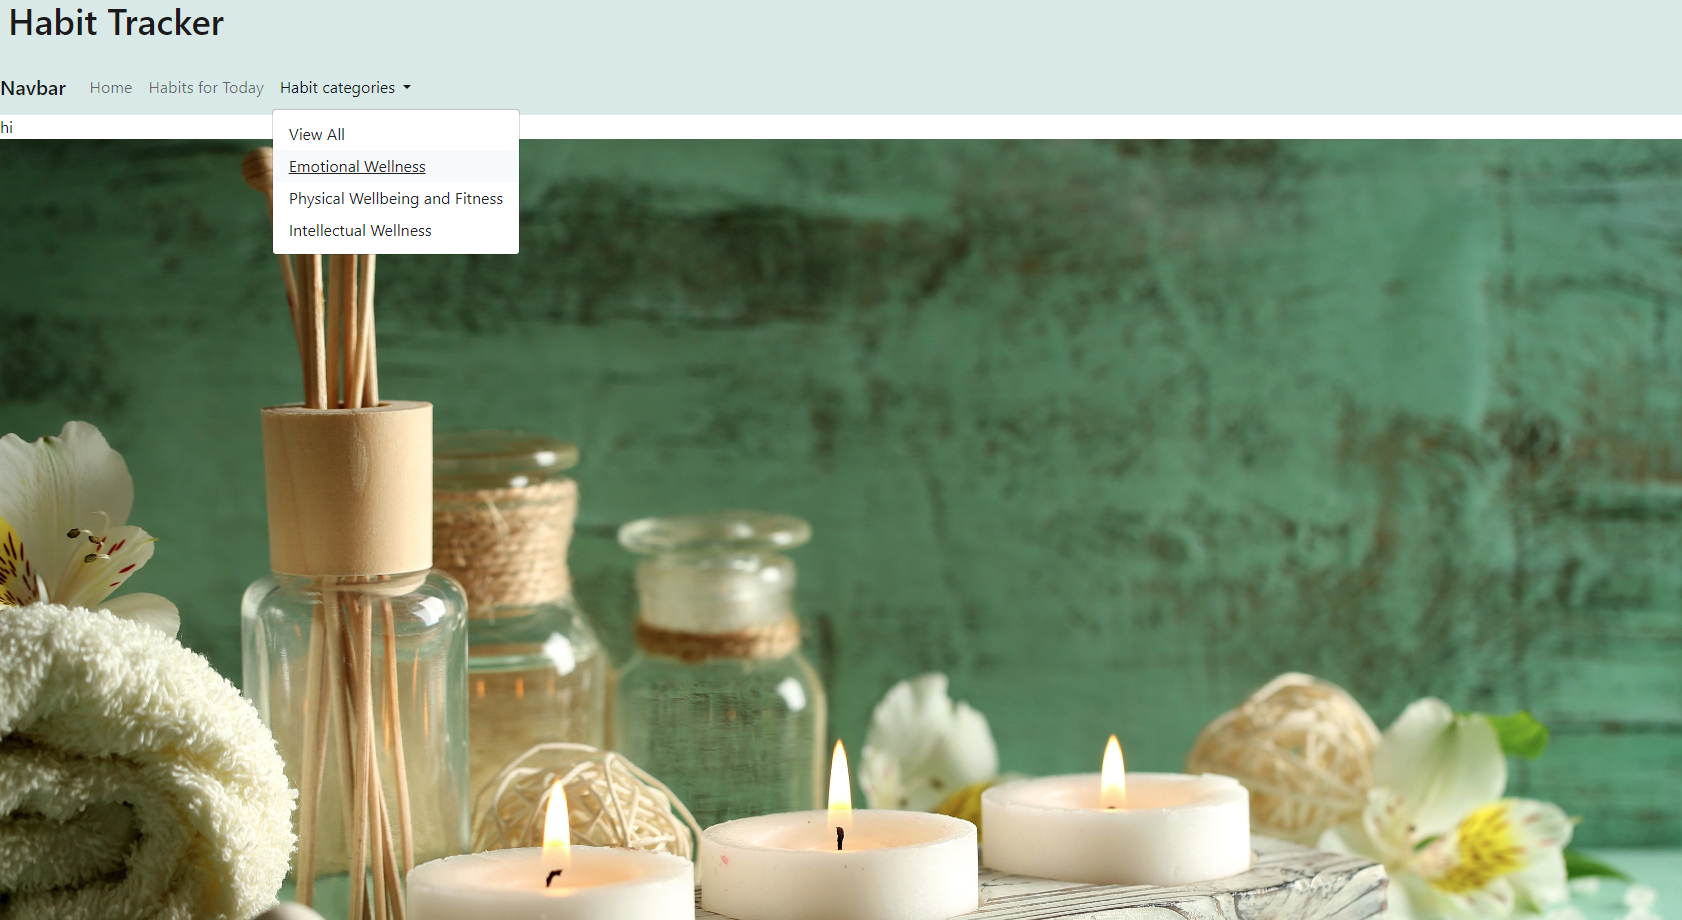 Habit Tracker
Navbar Home Habits for Today Habit categories
hi
View All
Emotional Wellness
Physical Wellbeing and Fitness
Intellectual Wellness